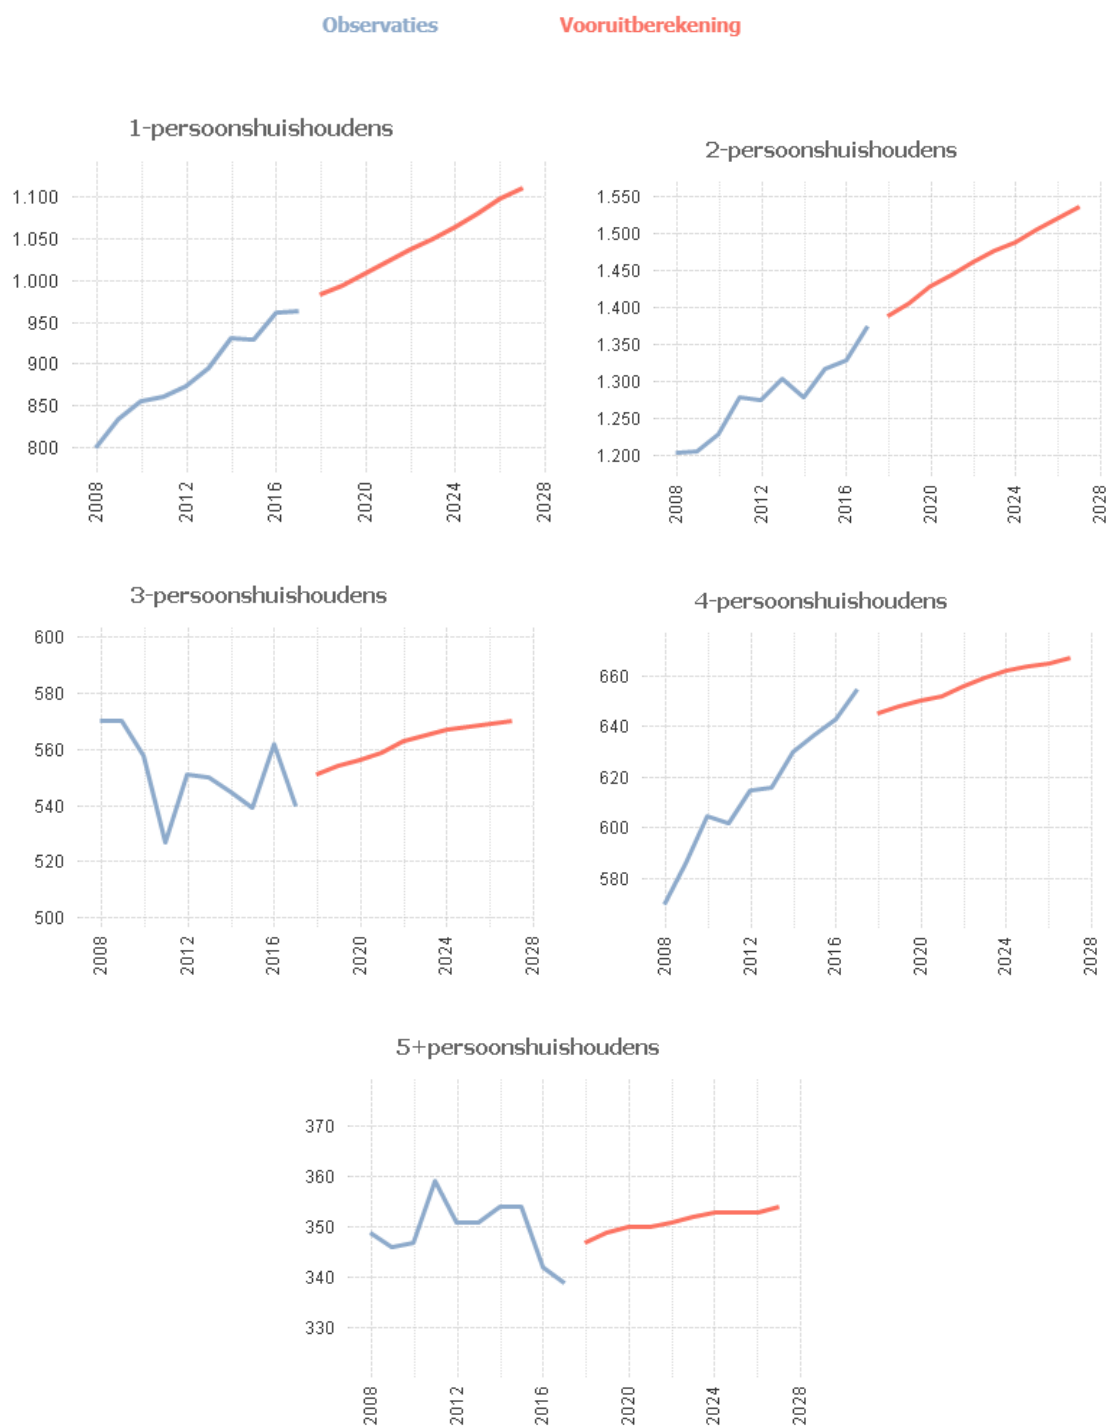 Observaties Vooruitberekening
1-persoonshuishoudens
1.100
1.050
1.000
950
900
850
800
2008 2012 2016 2020 2024 2028
2-persoonshuishoudens
1.550
1.500
1.450
1.400
1.350
1.300
1.250
1.200
2008 2012 2016 2020 2024 2028
3-persoonshuishoudens
600
580
560
540
520
500
2008 2012 2016 2020 2024 2028
4-persoonshuishoudens
660
640
620
600
580
2008 2012 2016 2020 2024 2028
5+persoonshuishoudens
370
360
350
340
330
2008 2012 2016 2020 2024 2028